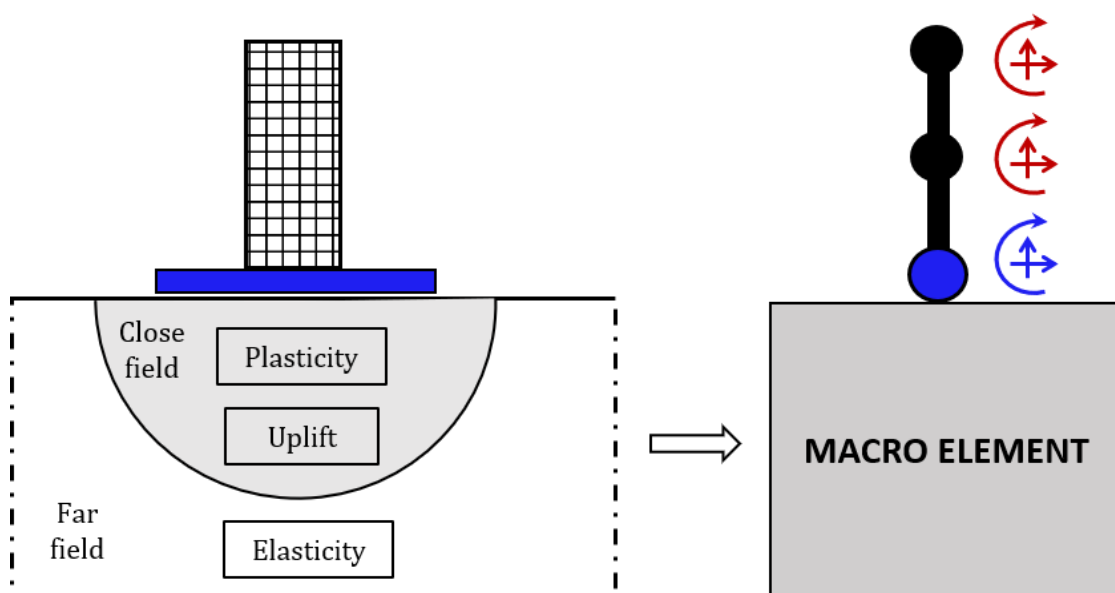 Close
field
Plasticity
Uplift
Far
field
Elasticity
MACRO ELEMENT